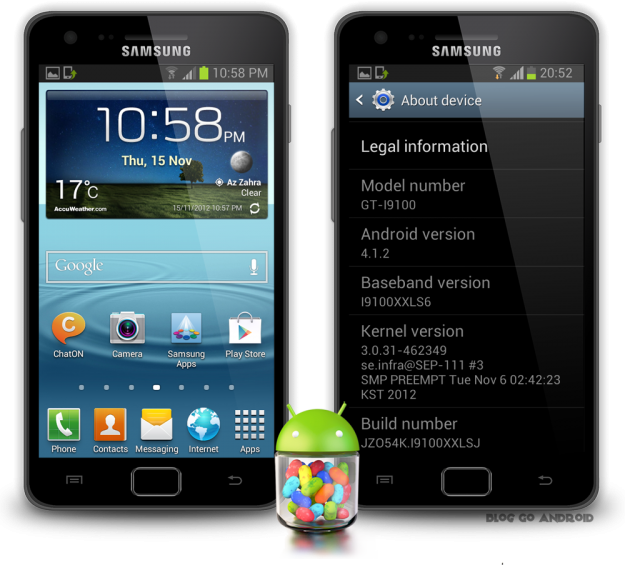 SAMSUNG
10:58 PM
10:58PM
Thu, 15 Nov
17°C
Az Zahra
Clear
AccuWeather.com
15/11/2012 10:57 PM
Google
ChatON
Camera
Samsung
Apps
Play Store
Phone
Contacts
Messaging
Internet
Apps
SAMSUNG
20:52
About device
Legal information
Model number
GT-I9100
Android version
4.1.2
Baseband version
I9100XXLS6
Kernel version
3.0.31-462349
se.infra@SEP-111 #3
SMP PREEMPT Tue Nov 6 02:42:23
KST 2012
Build number
JZO54K.I9100XXLSJ
BLOG GO ANDROID